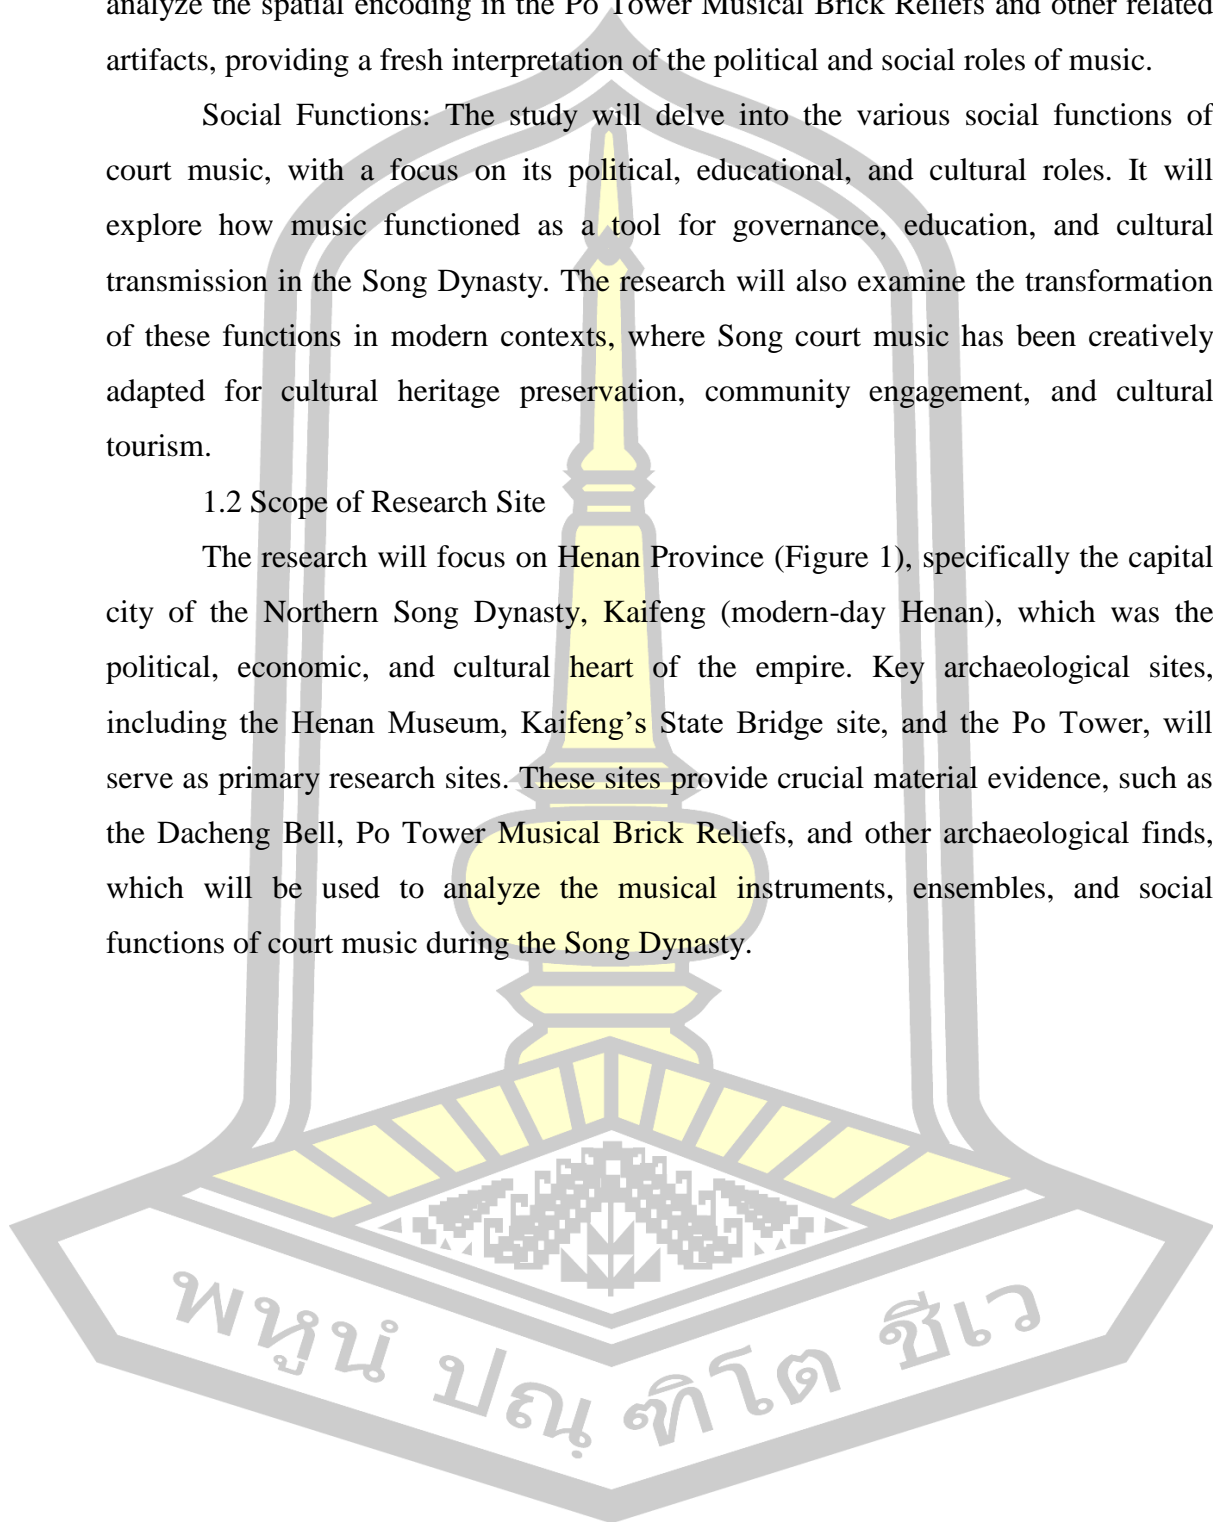 analyze the spatial encoding in the Po Tower Musical Brick Reliefs and other related
artifacts, providing a fresh interpretation of the political and social roles of music.
Social Functions: The study will delve into the various social functions of
court music, with a focus on its political, educational, and cultural roles. It will
explore how music functioned as a tool for governance, education, and cultural
transmission in the Song Dynasty. The research will also examine the transformation
of these functions in modern contexts, where Song court music has been creatively
adapted for cultural heritage preservation, community engagement, and cultural
tourism.
1.2 Scope of Research Site
The research will focus on Henan Province (Figure 1), specifically the capital
city of the Northern Song Dynasty, Kaifeng (modern-day Henan), which was the
political, economic, and cultural heart of the empire. Key archaeological sites,
including the Henan Museum, Kaifeng’s State Bridge site, and the Po Tower, will
serve as primary research sites. These sites provide crucial material evidence, such as
the Dacheng Bell, Po Tower Musical Brick Reliefs, and other archaeological finds,
which will be used to analyze the musical instruments, ensembles, and social
functions of court music during the Song Dynasty.
พหูนํ ปณฺฑิโต ชีเว